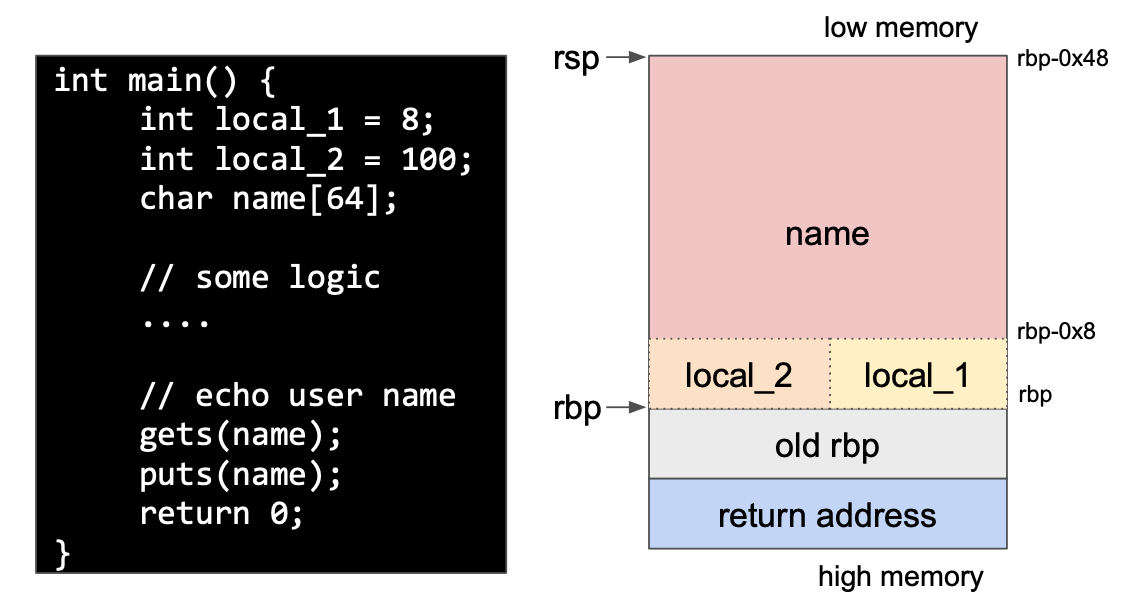 int main() {
int local_1 = 8;
int local_2 = 100;
char name[64];
// some logic
....
// echo user name
gets(name);
puts(name);
return 0;
}
low memory
rsp
rbp-0x48
name
rbp-0x8
local_2
local_1
rbp
rbp
old rbp
return address
high memory